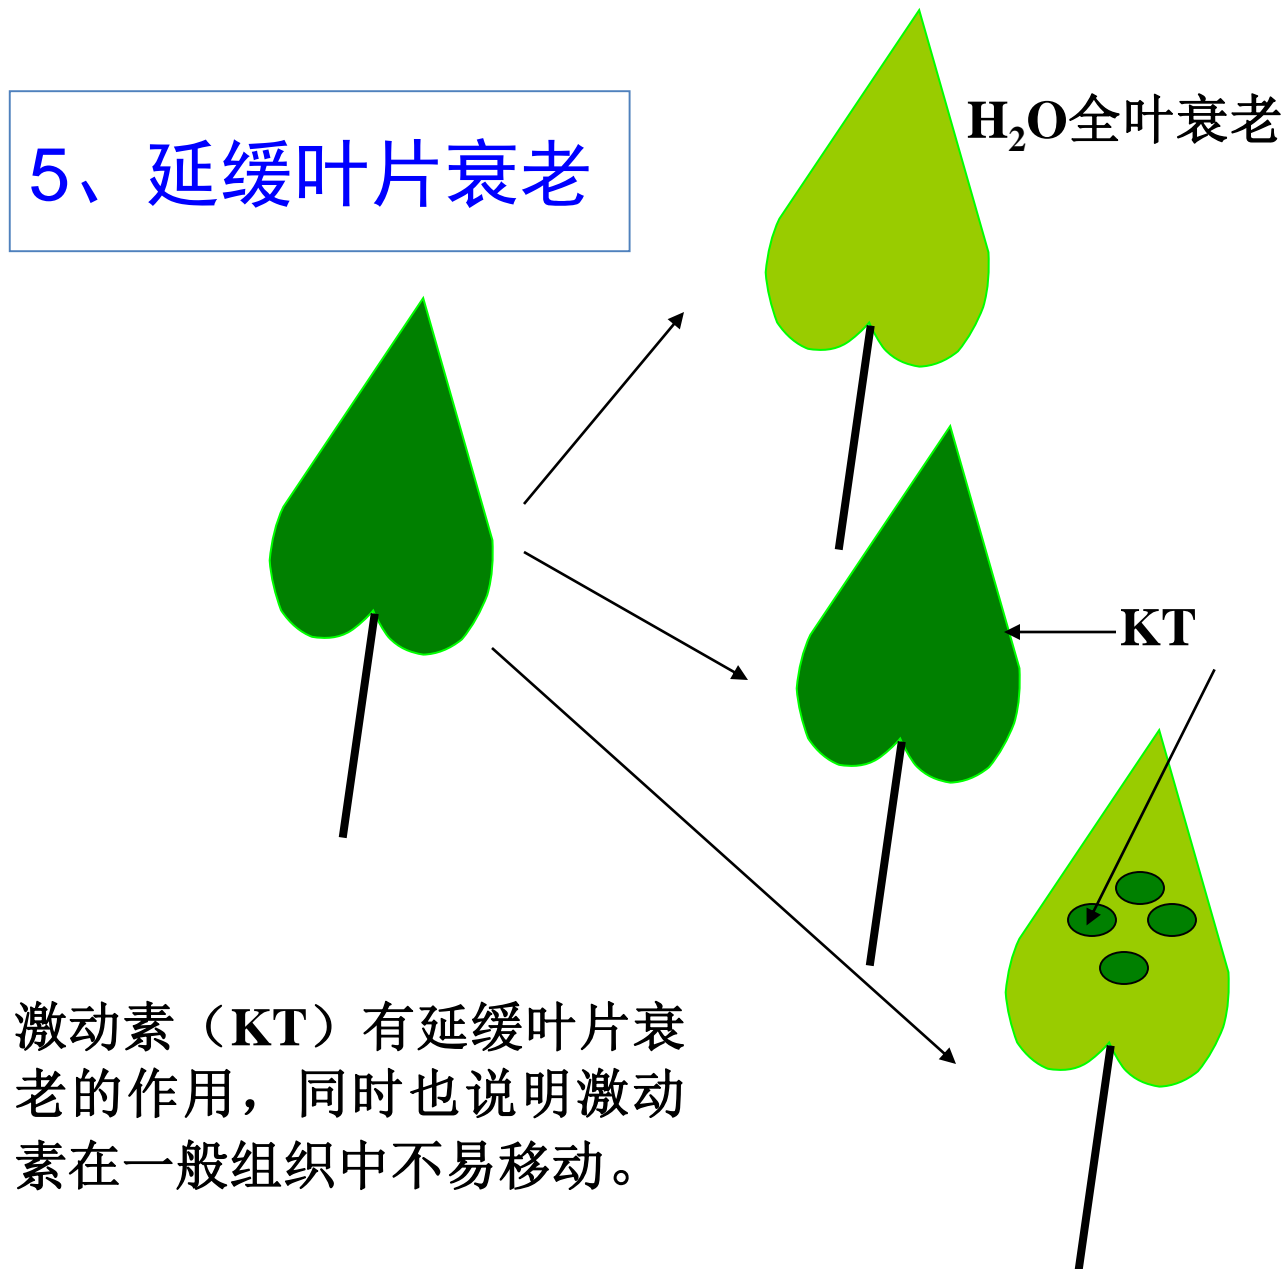 5、延缓叶片衰老
H₂O全叶衰老
KT
激动素（KT）有延缓叶片衰
老的作用，同时也说明激动
素在一般组织中不易移动。